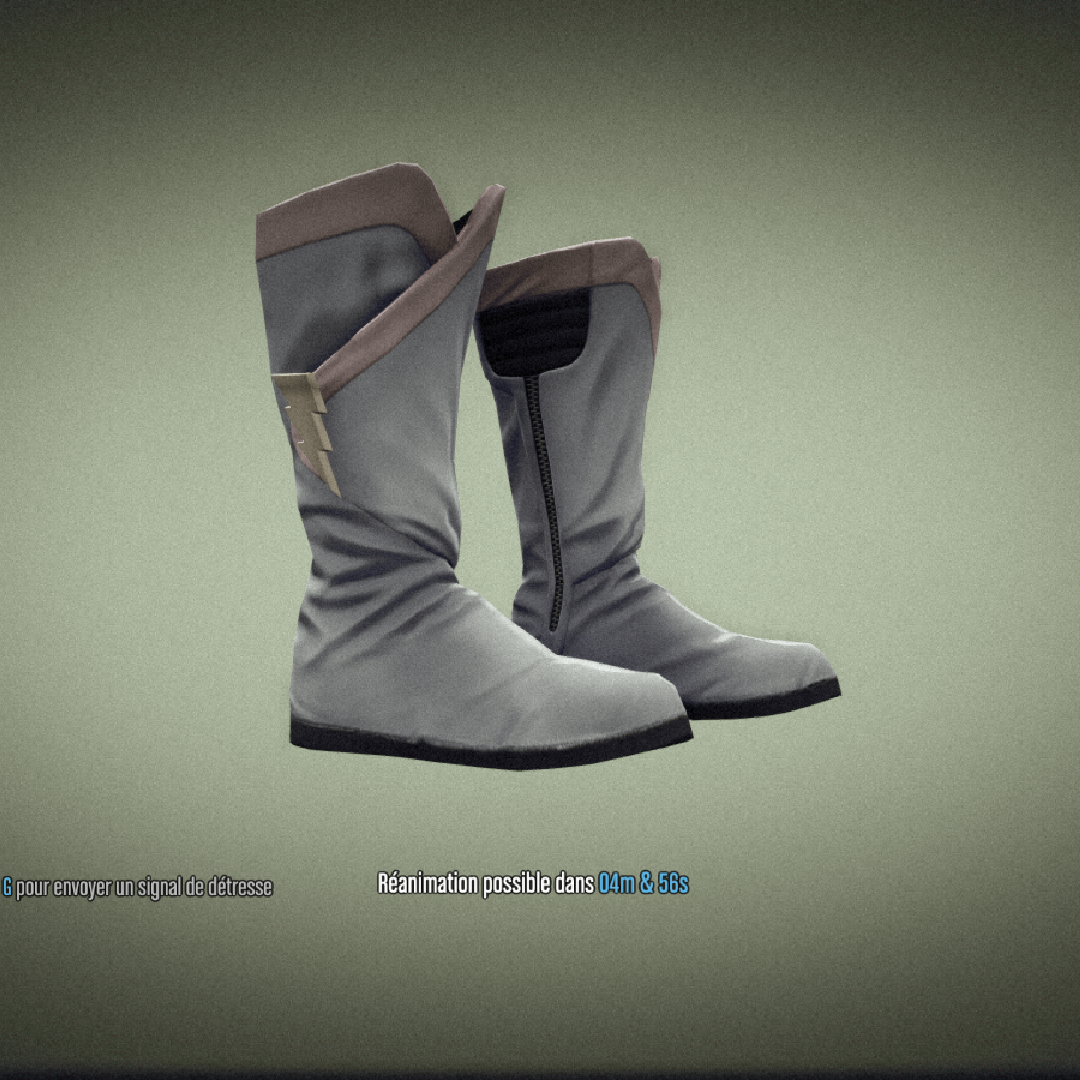 G pour envoyer un signal de détresse
Réanimation possible dans 04m & 56s